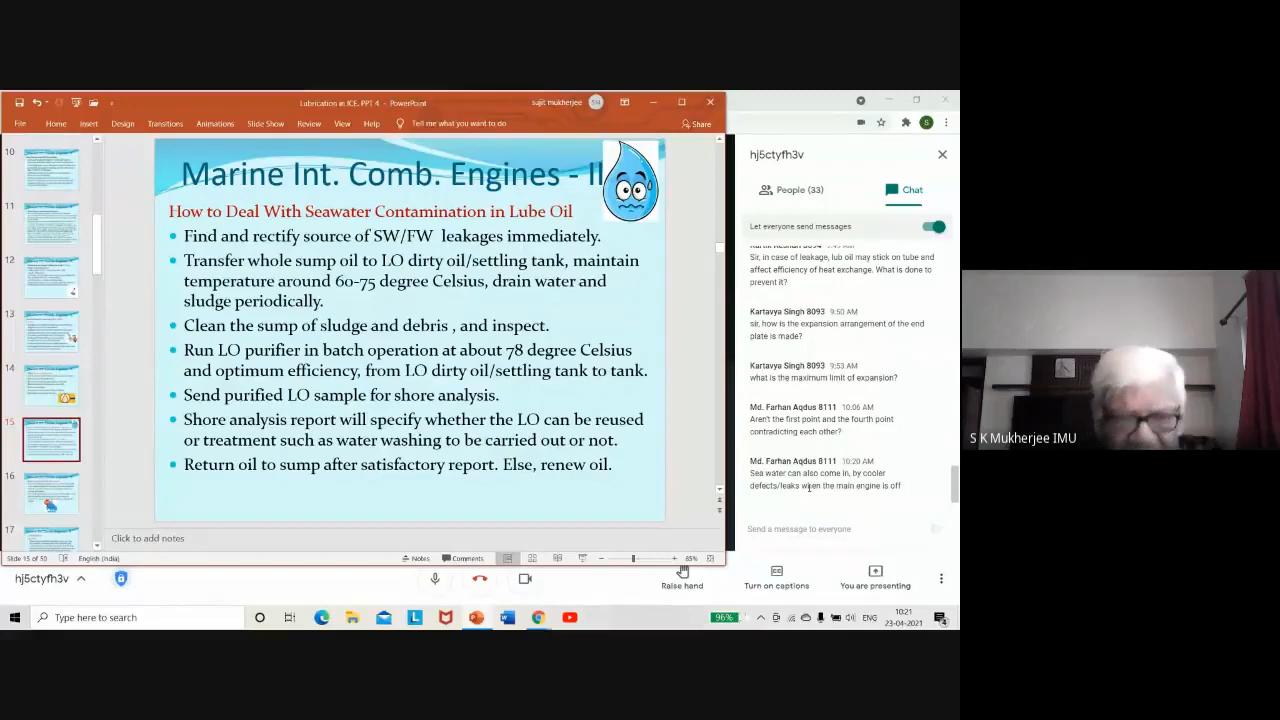 Lubrication in ICE. PPT 4 - PowerPoint
sujit mukherjee
SM
File Home Insert Design Transitions Animations Slide Show Review View Help Tell me what you want to do Share
10
11
12
13
14
15
16
17
Marine Int. Comb. Engines - II
How to Deal With Seawater Contamination in Lube Oil
• Find and rectify source of SW/FW leakages immediately.
• Transfer whole sump oil to LO dirty oil/settling tank, maintain
temperature around 60-75 degree Celsius, drain water and
sludge periodically.
• Clean the sump of sludge and debris , and inspect.
• Run LO purifier in batch operation at about 78 degree Celsius
and optimum efficiency, from LO dirty oil/settling tank to tank.
• Send purified LO sample for shore analysis.
• Shore analysis report will specify whether the LO can be reused
or treatment such as water washing to be carried out or not.
• Return oil to sump after satisfactory report. Else, renew oil.
Click to add notes
Slide 15 of 50 English (India) Notes Comments 85%
S
hj5ctyfh3v
People (33) Chat
Let everyone send messages
Sir, in case of leakage, lub oil may stick on tube and
affect efficiency of heat exchange. What is done to
prevent it?
Kartavya Singh 8093 9:50 AM
sir, how is the expansion arrangement of the end
plate is made?
Kartavya Singh 8093 9:53 AM
what is the maximum limit of expansion?
Md. Farhan Aqdus 8111 10:06 AM
Aren't the first point and the fourth point
contradicting each other?
Md. Farhan Aqdus 8111 10:20 AM
Sea water can also come in, by cooler
defects/leaks when the main engine is off
Send a message to everyone
hj5ctyfh3v
Raise hand Turn on captions You are presenting
Type here to search
96%
ENG
10:21
23-04-2021
S K Mukherjee IMU